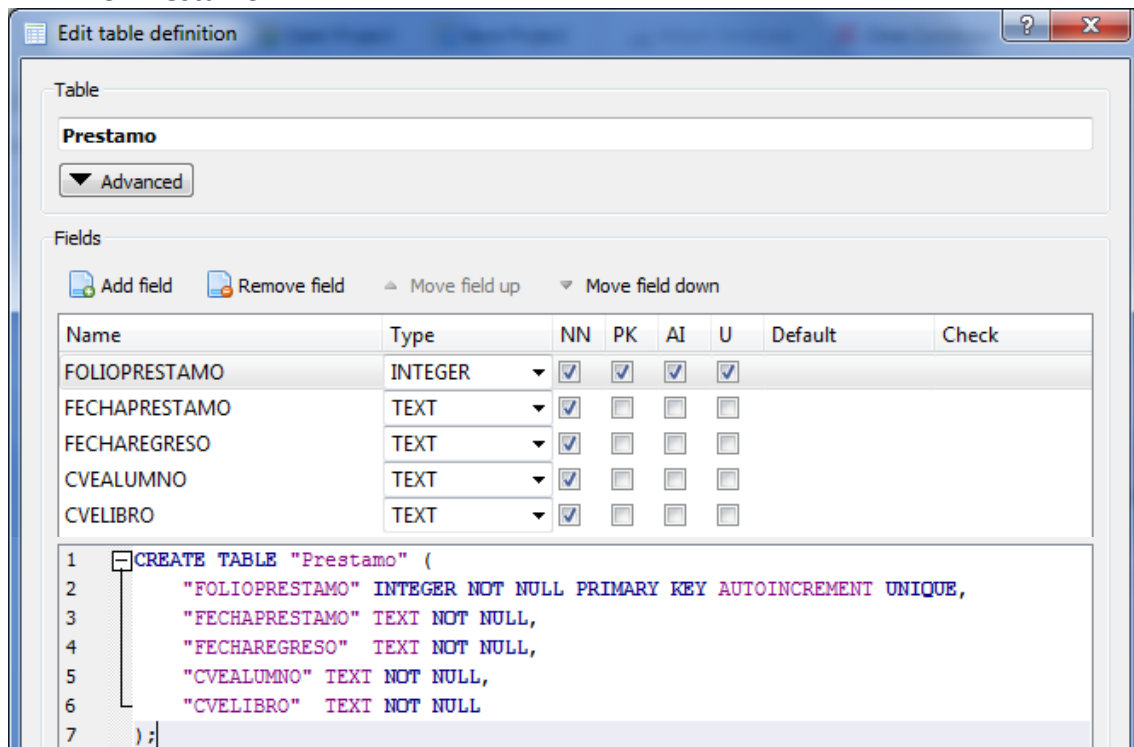 Edit table definition
Table
Prestamo
Advanced
Fields
Add field Remove field Move field up Move field down
Name Type NN PK AI U Default Check
FOLIOPRESTAMO INTEGER
FECHAPRESTAMO TEXT
FECHAREGRESO TEXT
CVEALUMNO TEXT
CVELIBRO TEXT
1 CREATE TABLE "Prestamo" (
2 "FOLIOPRESTAMO" INTEGER NOT NULL PRIMARY KEY AUTOINCREMENT UNIQUE,
3 "FECHAPRESTAMO" TEXT NOT NULL,
4 "FECHAREGRESO" TEXT NOT NULL,
5 "CVEALUMNO" TEXT NOT NULL,
6 "CVELIBRO" TEXT NOT NULL
7 );